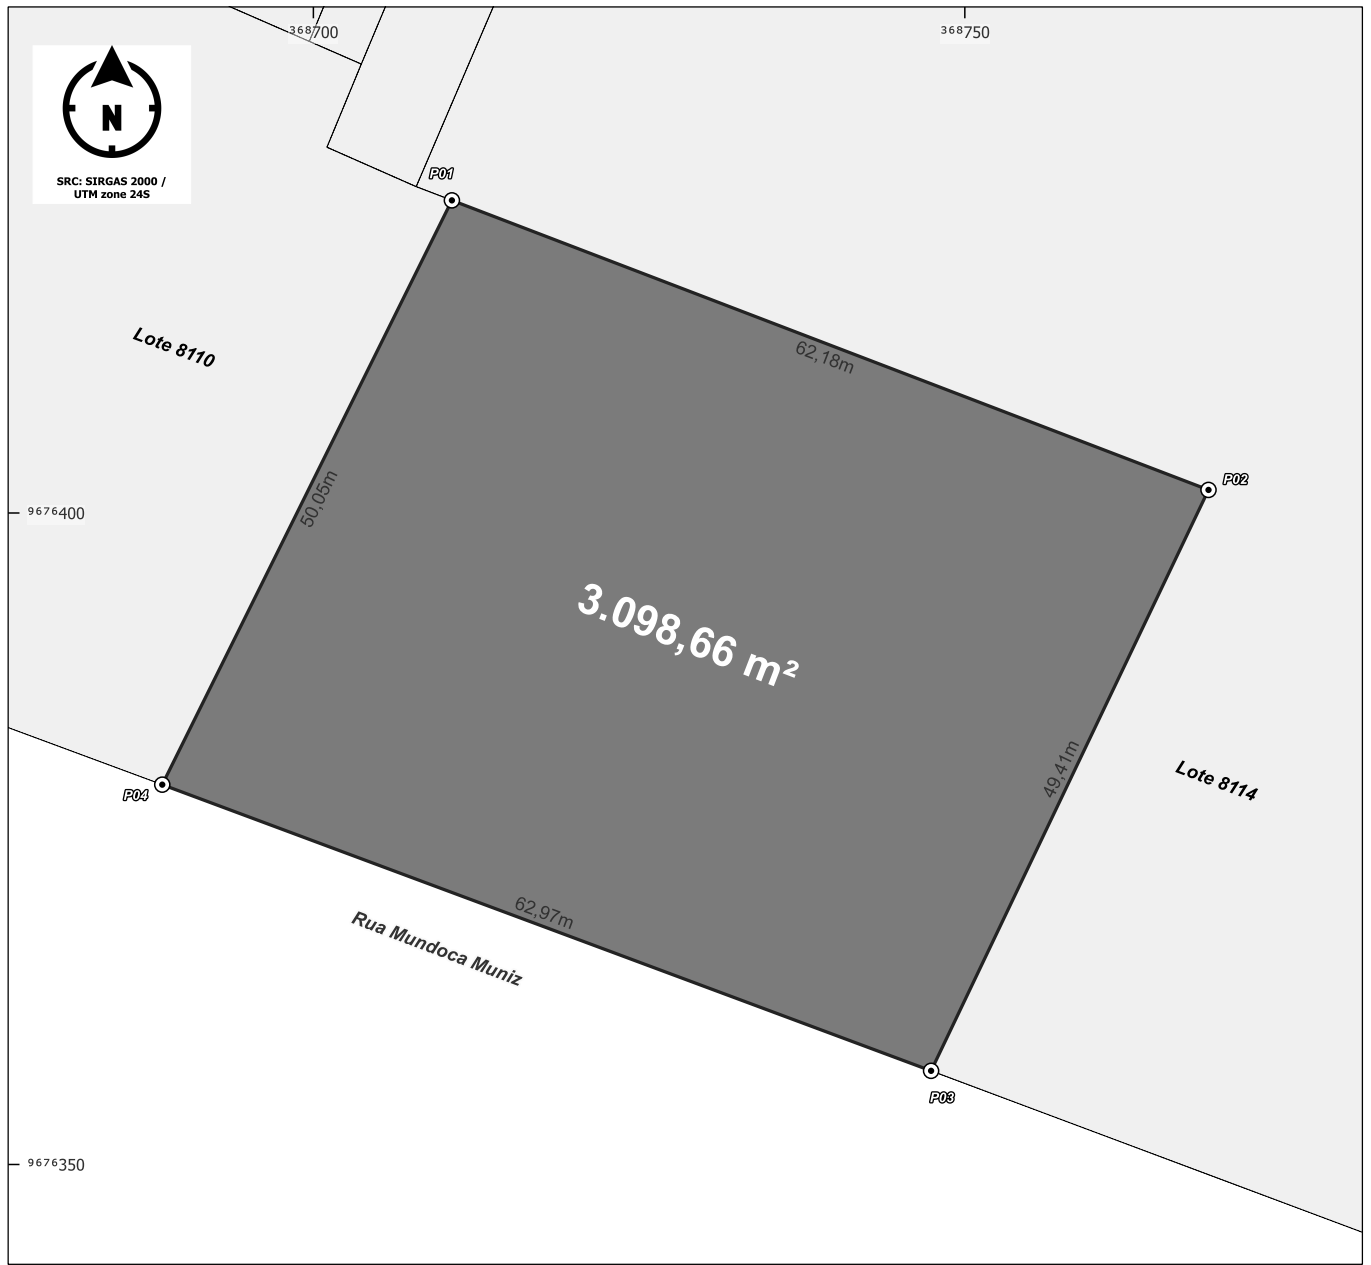 368700
368750
N
SRC: SIRGAS 2000 /
UTM zone 24S
P01
Lote 8110
62,18m
P02
50,05m
9676400
3.098,66 m²
49,41m
Lote 8114
P04
62,97m
Rua Mundoca Muniz
P03
9676350